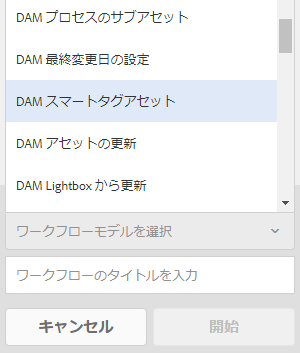 DAM プロセスのサブアセット
DAM 最終変更日の設定
DAM スマートタグアセット
DAM アセットの更新
DAM Lightbox から更新
ワークフローモデルを選択
ワークフローのタイトルを入力
キャンセル 開始